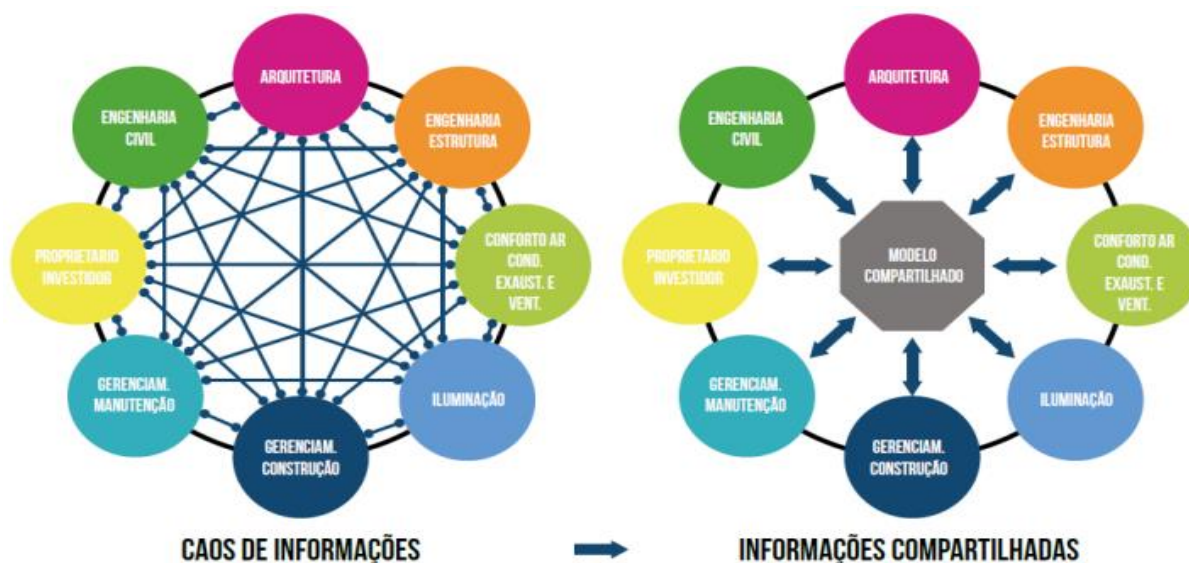 ARQUITETURA
ENGENHARIA
CIVIL
ENGENHARIA
ESTRUTURA
PROPRIETARIO
INVESTIDOR
CONFORTO AR
COND.
EXAUST. E
VENT.
GERENCIAM.
MANUTENÇÃO
ILUMINAÇÃO
GERENCIAM.
CONSTRUÇÃO
CAOS DE INFORMAÇÕES
ARQUITETURA
ENGENHARIA
CIVIL
ENGENHARIA
ESTRUTURA
PROPRIETARIO
INVESTIDOR
MODELO
COMPARTILHADO
CONFORTO AR
COND.
EXAUST. E
VENT.
GERENCIAM.
MANUTENÇÃO
ILUMINAÇÃO
GERENCIAM.
CONSTRUÇÃO
INFORMAÇÕES COMPARTILHADAS